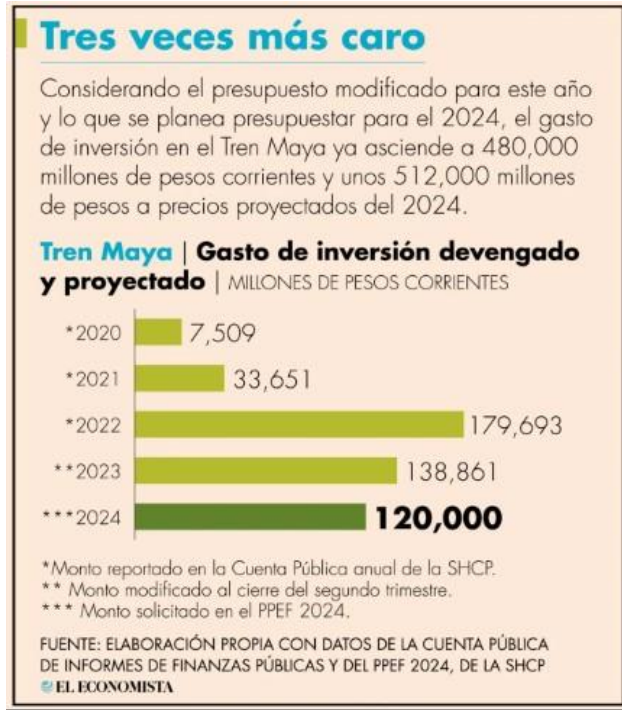 Tres veces más caro
Considerando el presupuesto modificado para este año
y lo que se planea presupuestar para el 2024, el gasto
de inversión en el Tren Maya ya asciende a 480,000
millones de pesos corrientes y unos 512,000 millones
de pesos a precios proyectados del 2024.
Tren Maya | Gasto de inversión devengado
y proyectado | MILLONES DE PESOS CORRIENTES
*2020 7,509
*2021 33,651
*2022 179,693
**2023 138,861
***2024 120,000
*Monto reportado en la Cuenta Pública anual de la SHCP.
** Monto modificado al cierre del segundo trimestre.
*** Monto solicitado en el PPEF 2024.
FUENTE: ELABORACIÓN PROPIA CON DATOS DE LA CUENTA PÚBLICA
DE INFORMES DE FINANZAS PÚBLICAS Y DEL PPEF 2024, DE LA SHCP
EL ECONOMISTA